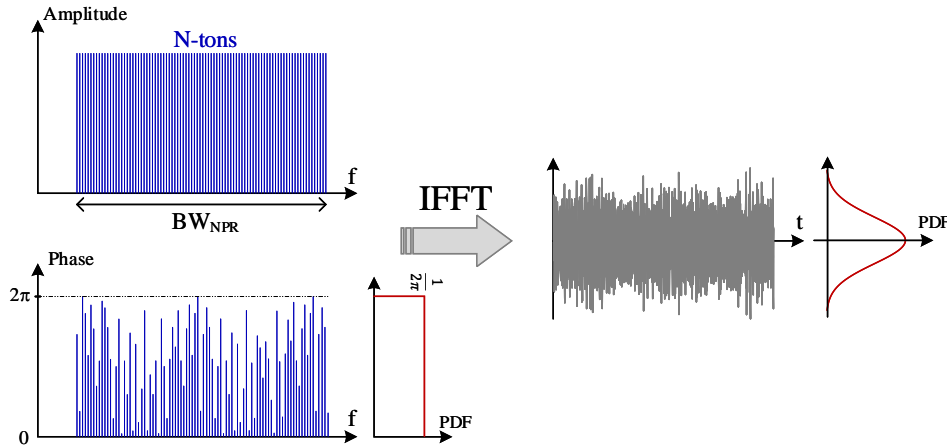 Amplitude
N-tons
f
BW_NPR
IFFT
t
PDF
Phase
2π
1/2π
0
f
PDF